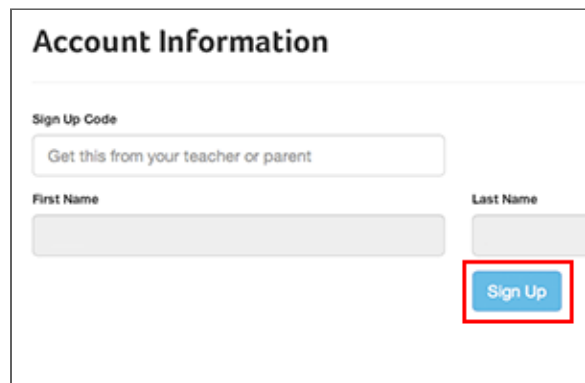 Account Information
Sign Up Code
Get this from your teacher or parent
First Name
Last Name
Sign Up